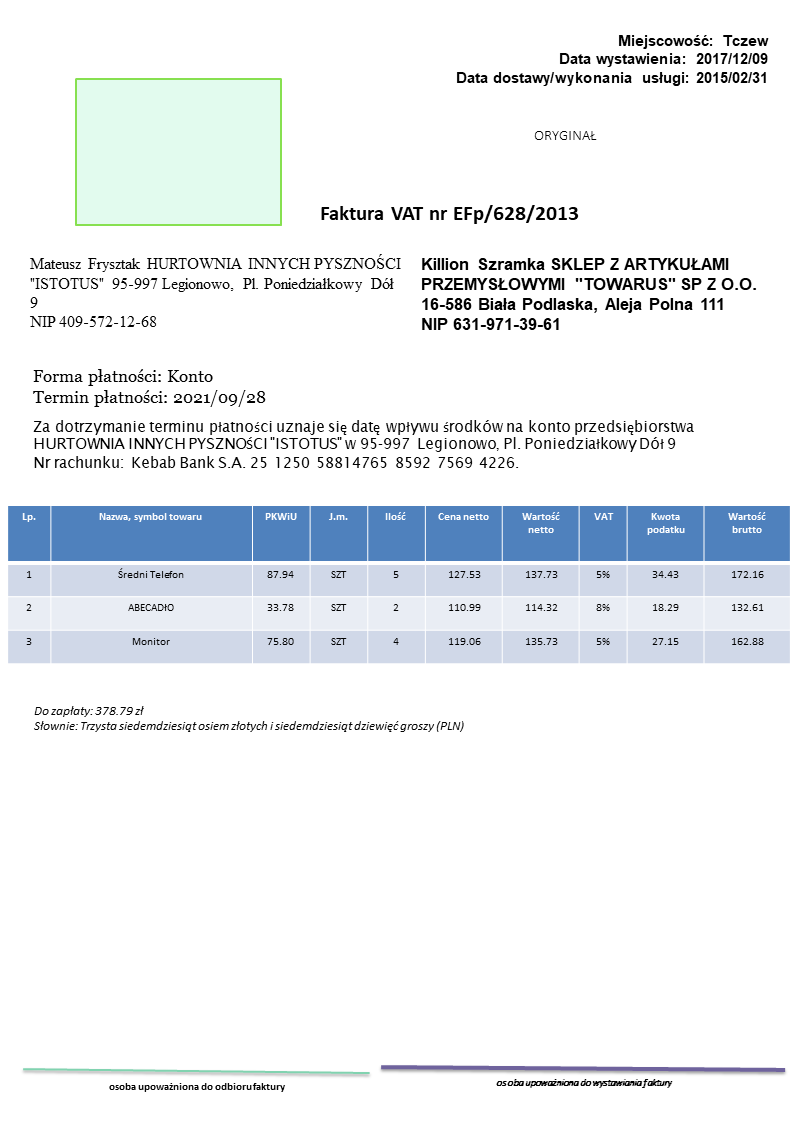 Miejscowość: Tczew
Data wystawienia: 2017/12/09
Data dostawy/wykonania usługi: 2015/02/31
ORYGINAŁ
Faktura VAT nr EFp/628/2013
Mateusz Frysztak HURTOWNIA INNYCH PYSZNOŚCI
"ISTOTUS" 95-997 Legionowo, Pl. Poniedziałkowy Dół
9
NIP 409-572-12-68
Killion Szramka SKLEP Z ARTYKUŁAMI
PRZEMYSŁOWYMI "TOWARUS" SP Z O.O.
16-586 Biała Podlaska, Aleja Polna 111
NIP 631-971-39-61
Forma płatności: Konto
Termin płatności: 2021/09/28
Za dotrzymanie terminu płatności uznaje się datę wpływu środków na konto przedsiębiorstwa
HURTOWNIA INNYCH PYSZNOŚCI "ISTOTUS" w 95-997 Legionowo, Pl. Poniedziałkowy Dół 9
Nr rachunku: Kebab Bank S.A. 25 1250 58814765 8592 7569 4226.
Lp. Nazwa, symbol towaru PKWiU J.m. Ilość Cena netto Wartość netto VAT Kwota podatku Wartość brutto
1 Średni Telefon 87.94 SZT 5 127.53 137.73 5% 34.43 172.16
2 ABECADŁO 33.78 SZT 2 110.99 114.32 8% 18.29 132.61
3 Monitor 75.80 SZT 4 119.06 135.73 5% 27.15 162.88
Do zapłaty: 378.79 zł
Słownie: Trzysta siedemdziesiąt osiem złotych i siedemdziesiąt dziewięć groszy (PLN)
osoba upoważniona do odbioru faktury
osoba upoważniona do wystawiania faktury